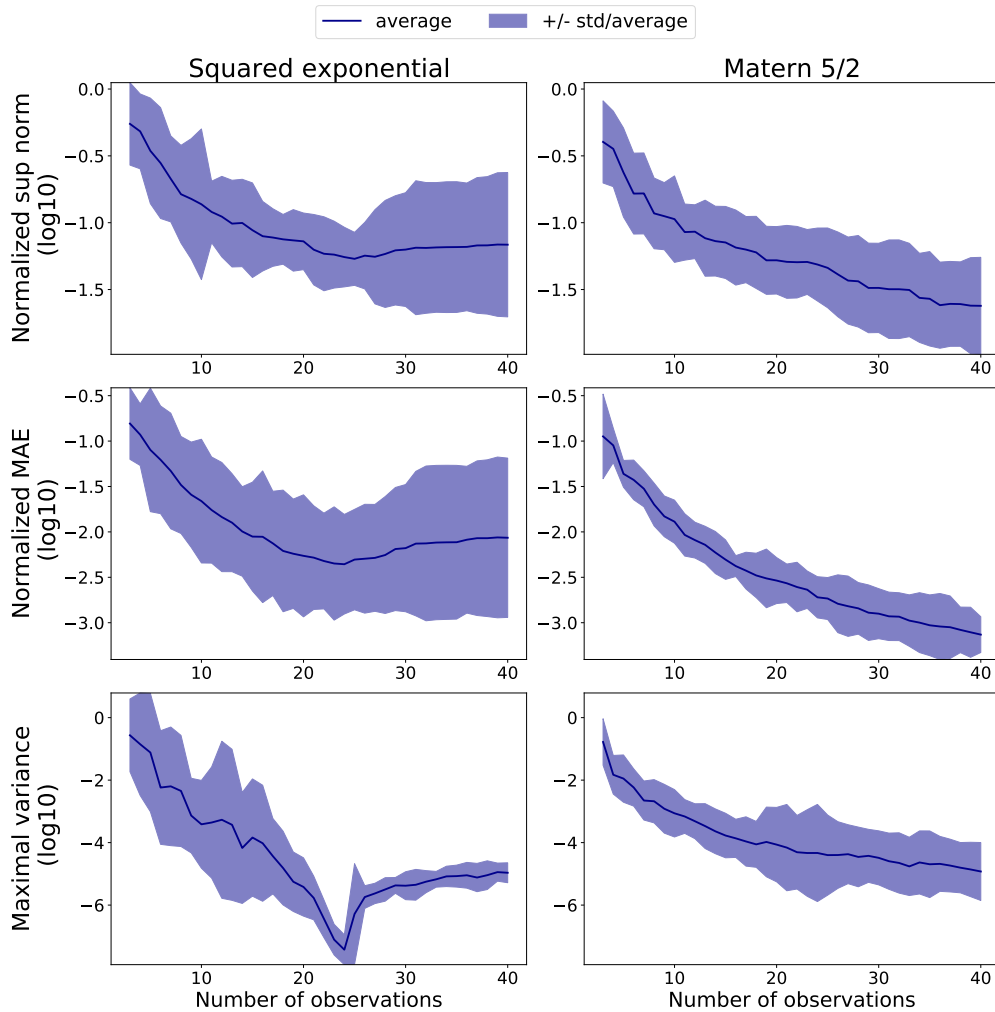 average +/- std/average
Squared exponential Matern 5/2
Normalized sup norm
(log10)
0.0
−0.5
−1.0
−1.5
10 20 30 40
0.0
−0.5
−1.0
−1.5
10 20 30 40
Normalized MAE
(log10)
−0.5
−1.0
−1.5
−2.0
−2.5
−3.0
10 20 30 40
−0.5
−1.0
−1.5
−2.0
−2.5
−3.0
10 20 30 40
Maximal variance
(log10)
0
−2
−4
−6
10 20 30 40
Number of observations
0
−2
−4
−6
10 20 30 40
Number of observations